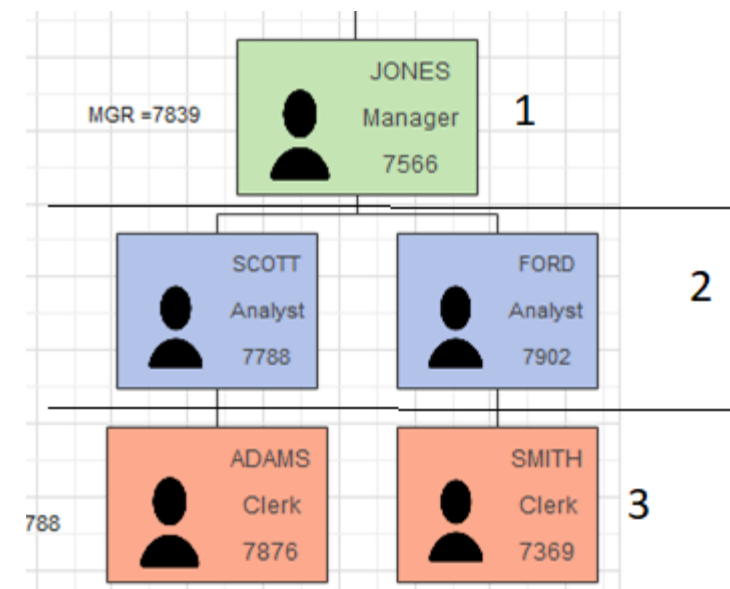 JONES
Manager
7566
MGR =7839
1
SCOTT
Analyst
7788
FORD
Analyst
7902
2
ADAMS
Clerk
7876
SMITH
Clerk
7369
788
3